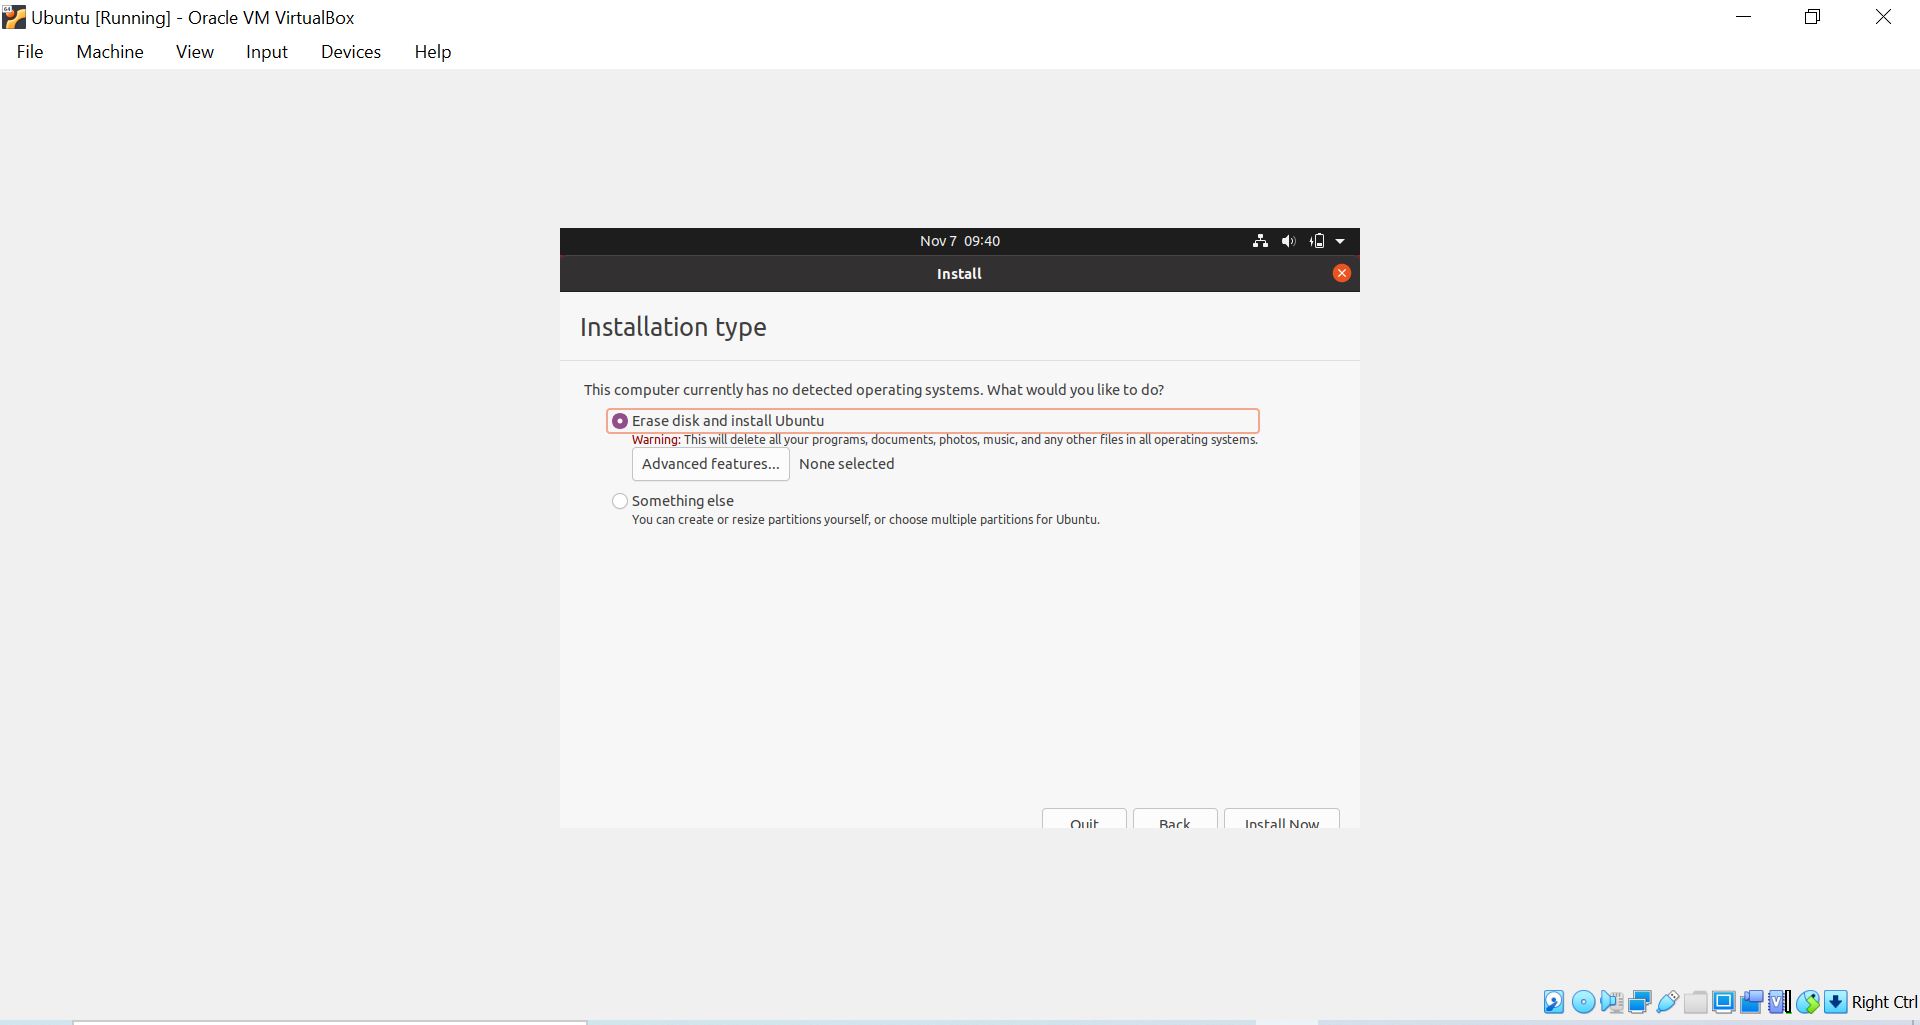 Ubuntu [Running] - Oracle VM VirtualBox
File Machine View Input Devices Help
Nov 7 09:40
Install
Installation type
This computer currently has no detected operating systems. What would you like to do?
Erase disk and install Ubuntu
Warning: This will delete all your programs, documents, photos, music, and any other files in all operating systems.
Advanced features... None selected
Something else
You can create or resize partitions yourself, or choose multiple partitions for Ubuntu.
Quit Back Install Now
Right Ctrl